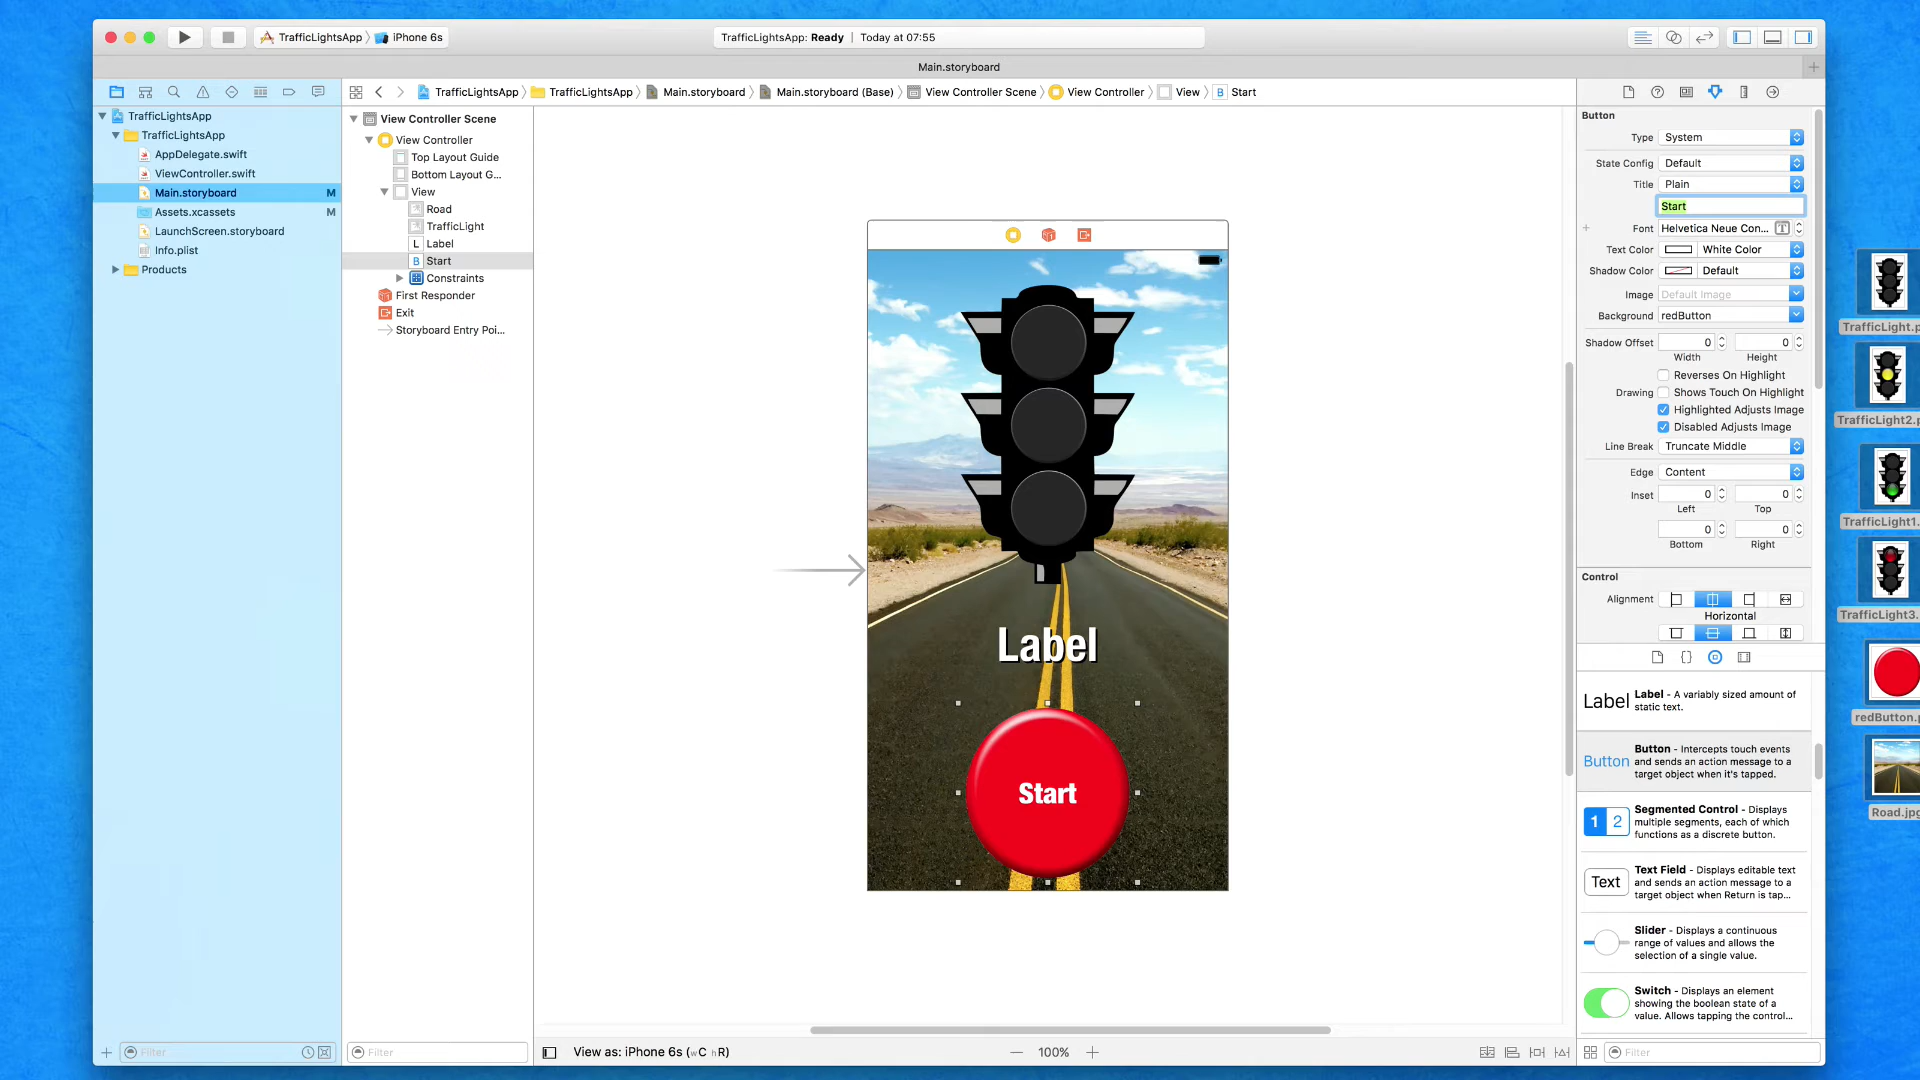 TrafficLightsApp
iPhone 6s
TrafficLightsApp: Ready | Today at 07:55
Main.storyboard
TrafficLightsApp
TrafficLightsApp
Main.storyboard
Main.storyboard (Base)
View Controller Scene
View Controller
View
B Start
TrafficLightsApp
TrafficLightsApp
AppDelegate.swift
ViewController.swift
Main.storyboard M
Assets.xcassets M
LaunchScreen.storyboard
Info.plist
Products
Filter
View Controller Scene
View Controller
Top Layout Guide
Bottom Layout G...
View
Road
TrafficLight
L Label
B Start
Constraints
First Responder
Exit
Storyboard Entry Poi...
Filter
Label
Start
View as: iPhone 6s (wC hR)
100%
Button
Type System
State Config Default
Title Plain
Start
Font Helvetica Neue Con... T
Text Color White Color
Shadow Color Default
Image Default Image
Background redButton
Shadow Offset 0 0
Width Height
Reverses On Highlight
Drawing Shows Touch On Highlight
Highlighted Adjusts Image
Disabled Adjusts Image
Line Break Truncate Middle
Edge Content
Inset 0 0
Left Top
0 0
Bottom Right
Control
Alignment
Horizontal
Label Label - A variably sized amount of
static text.
Button Button - Intercepts touch events
and sends an action message to a
target object when it's tapped.
1 2 Segmented Control - Displays
multiple segments, each of which
functions as a discrete button.
Text Text Field - Displays editable text
and sends an action message to a
target object when Return is tap...
Slider - Displays a continuous
range of values and allows the
selection of a single value.
Switch - Displays an element
showing the boolean state of a
value. Allows tapping the control...
Filter
TrafficLight.p
TrafficLight2.p
TrafficLight1.
TrafficLight3.
redButton.p
Road.jpg